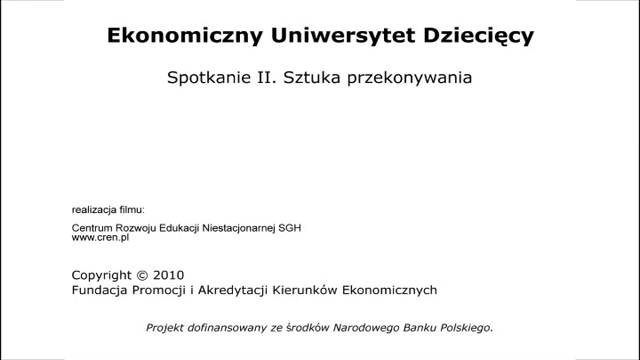 Ekonomiczny Uniwersytet Dziecięcy
Spotkanie II. Sztuka przekonywania
realizacja filmu:
Centrum Rozwoju Edukacji Niestacjonarnej SGH
www.cren.pl
Copyright © 2010
Fundacja Promocji i Akredytacji Kierunków Ekonomicznych
Projekt dofinansowany ze środków Narodowego Banku Polskiego.